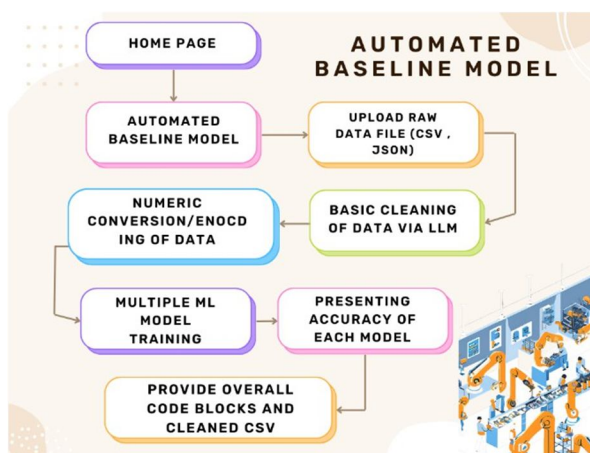 HOME PAGE
AUTOMATED
BASELINE MODEL
AUTOMATED
BASELINE MODEL
UPLOAD RAW
DATA FILE (CSV ,
JSON)
NUMERIC
CONVERSION/ENOCD
ING OF DATA
BASIC CLEANING
OF DATA VIA LLM
MULTIPLE ML
MODEL
TRAINING
PRESENTING
ACCURACY OF
EACH MODEL
PROVIDE OVERALL
CODE BLOCKS AND
CLEANED CSV